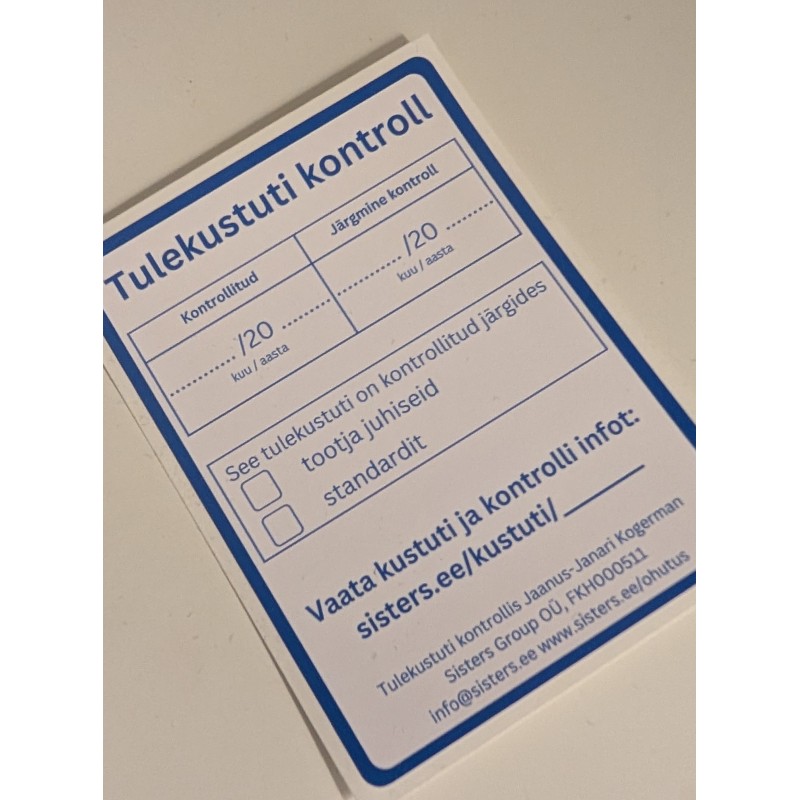 Tulekustuti kontroll
Kontrollitud
Järgmine kontroll
............/20 .........
kuu / aasta
............/20 .........
kuu / aasta
See tulekustuti on kontrollitud järgides
tootja juhiseid
standardit
Vaata kustuti ja kontrolli infot:
sisters.ee/kustuti/______
Tulekustuti kontrollis Jaanus-Janari Kogerman
Sisters Group OÜ, FKH000511
info@sisters.ee www.sisters.ee/ohutus